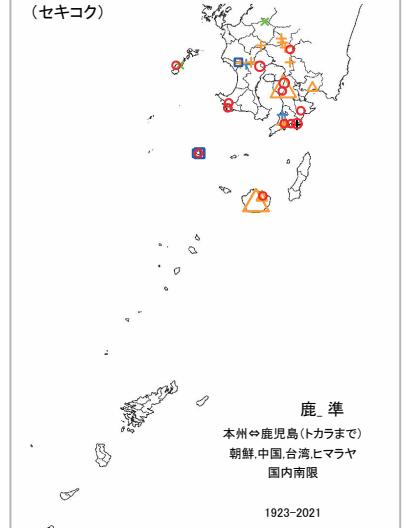 (セキコク)
鹿_準
本州⇔鹿児島(トカラまで)
朝鮮,中国,台湾,ヒマラヤ
国内南限
1923-2021